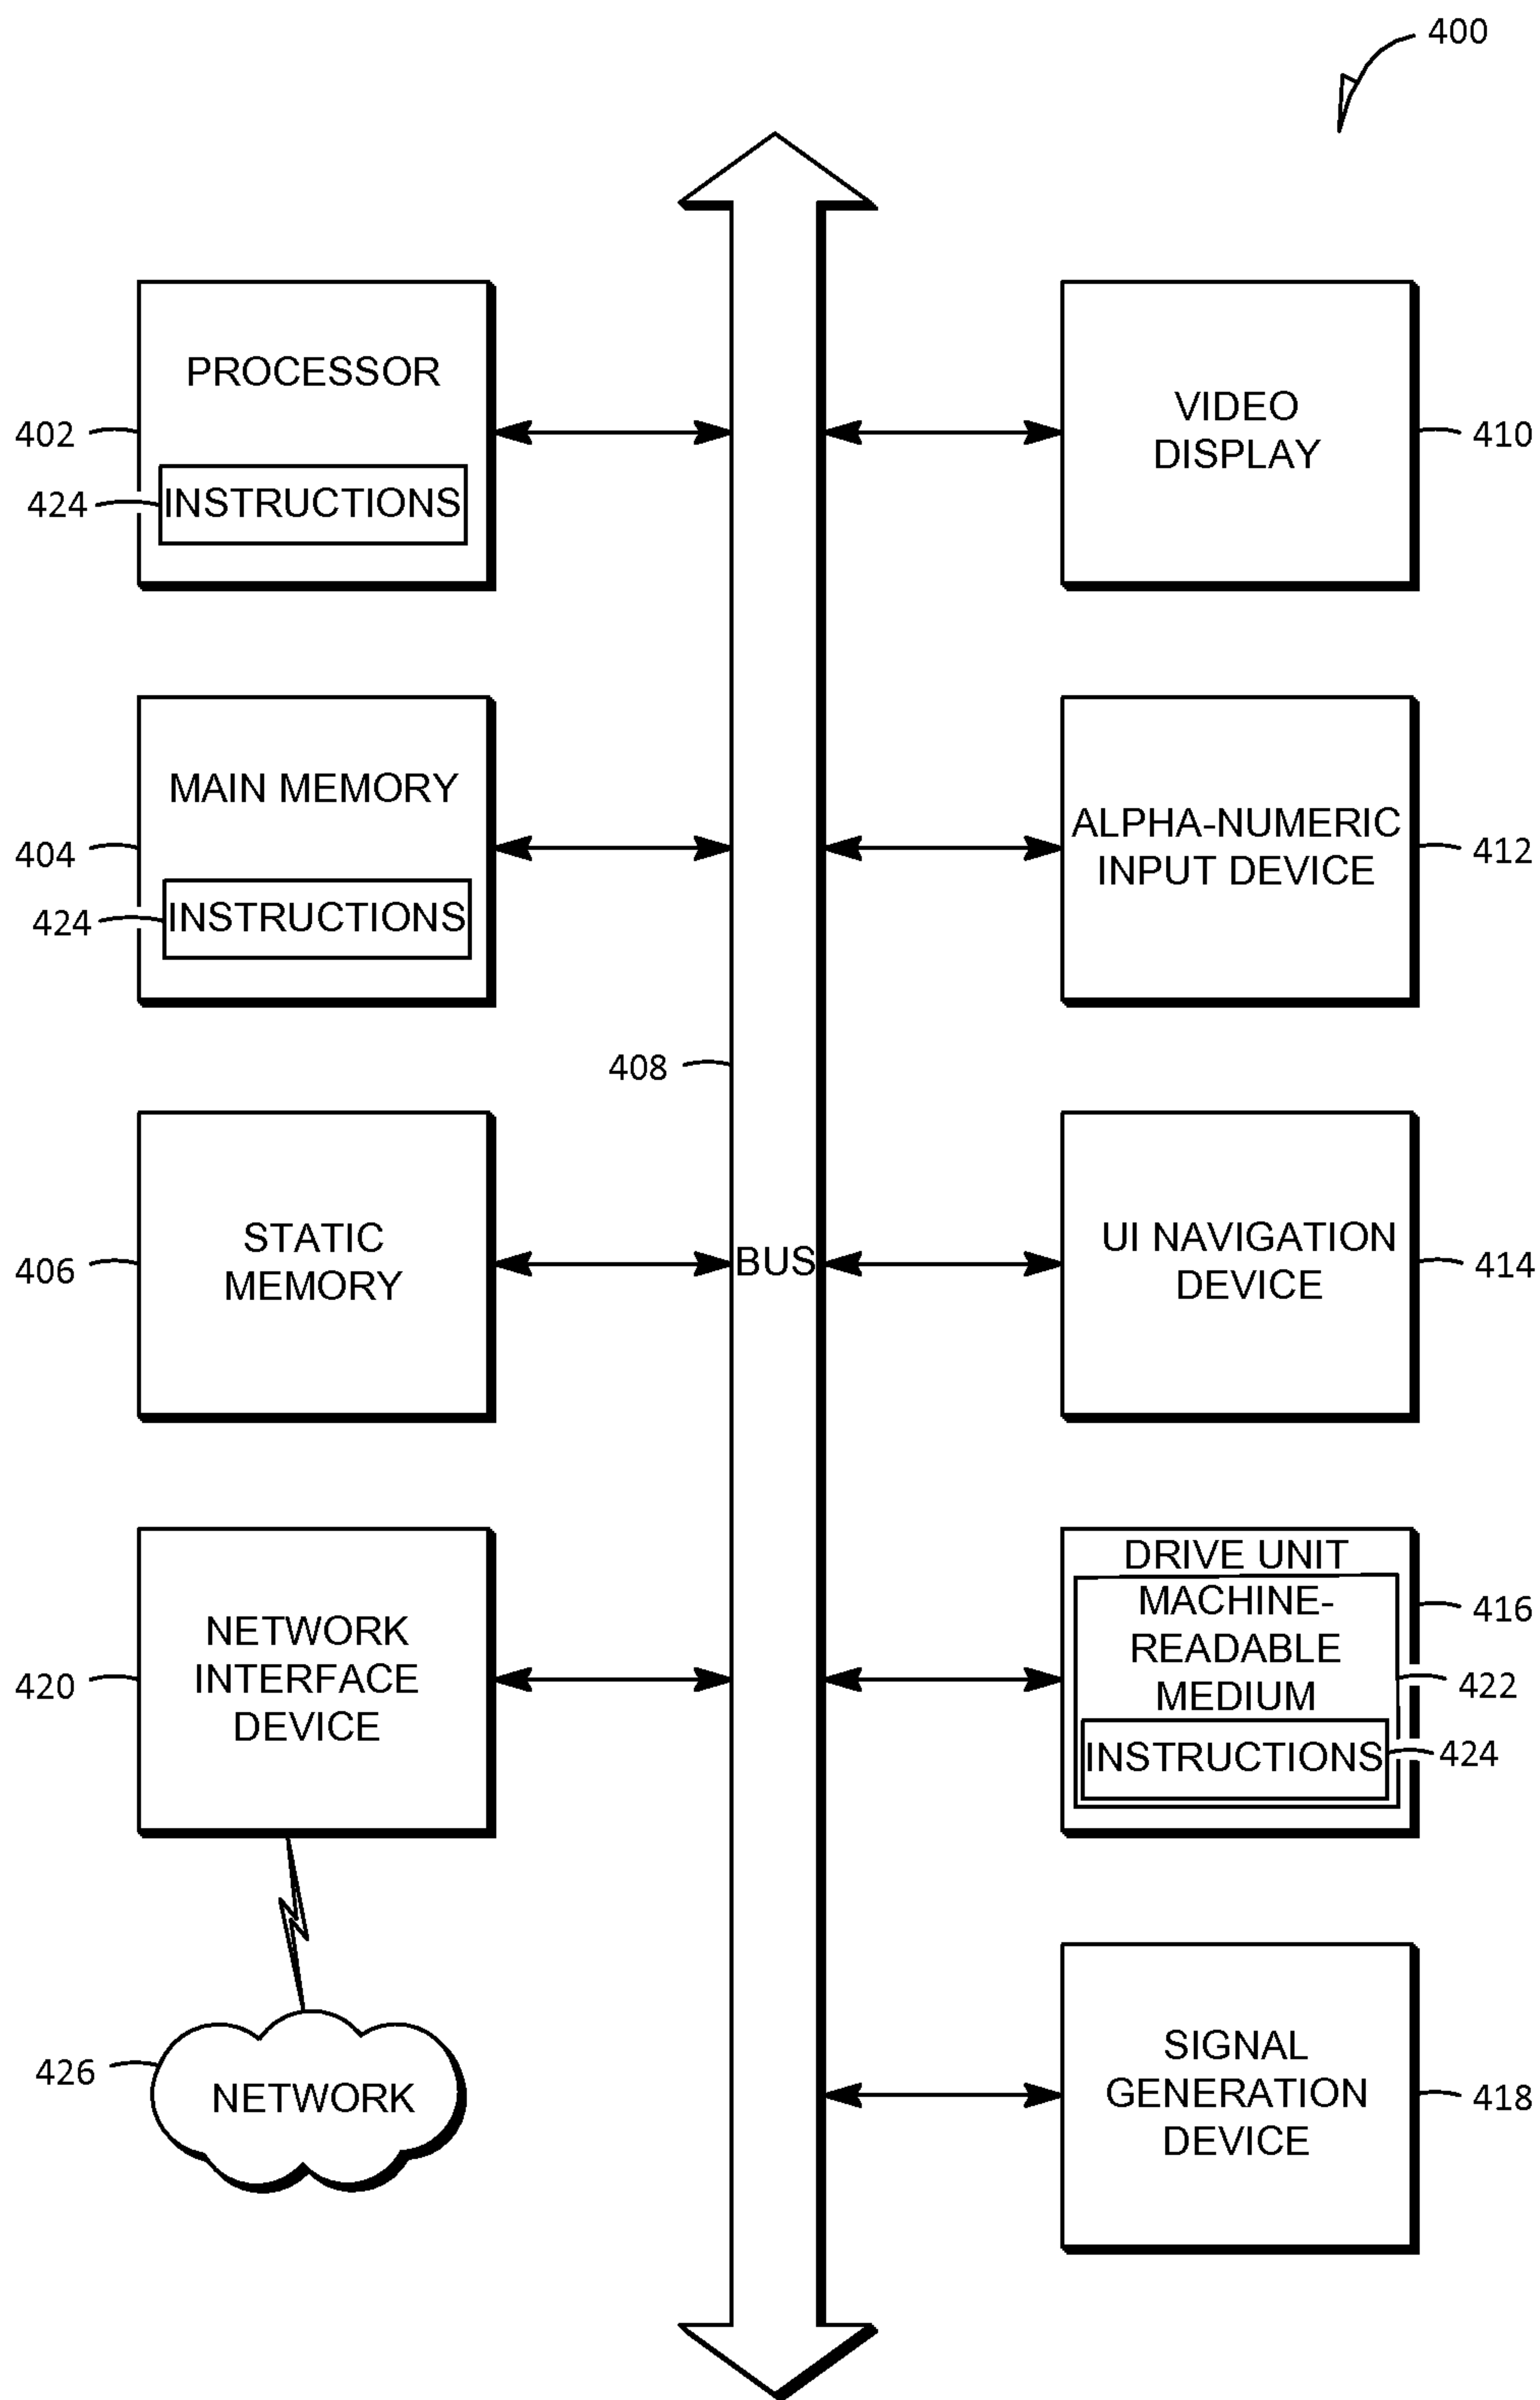 400
PROCESSOR
402
424
INSTRUCTIONS
VIDEO
DISPLAY
410
MAIN MEMORY
404
424
INSTRUCTIONS
ALPHA-NUMERIC
INPUT DEVICE
412
408
STATIC
MEMORY
406
BUS
UI NAVIGATION
DEVICE
414
NETWORK
INTERFACE
DEVICE
420
DRIVE UNIT
MACHINE-
READABLE
MEDIUM
INSTRUCTIONS
416
422
424
426
NETWORK
SIGNAL
GENERATION
DEVICE
418